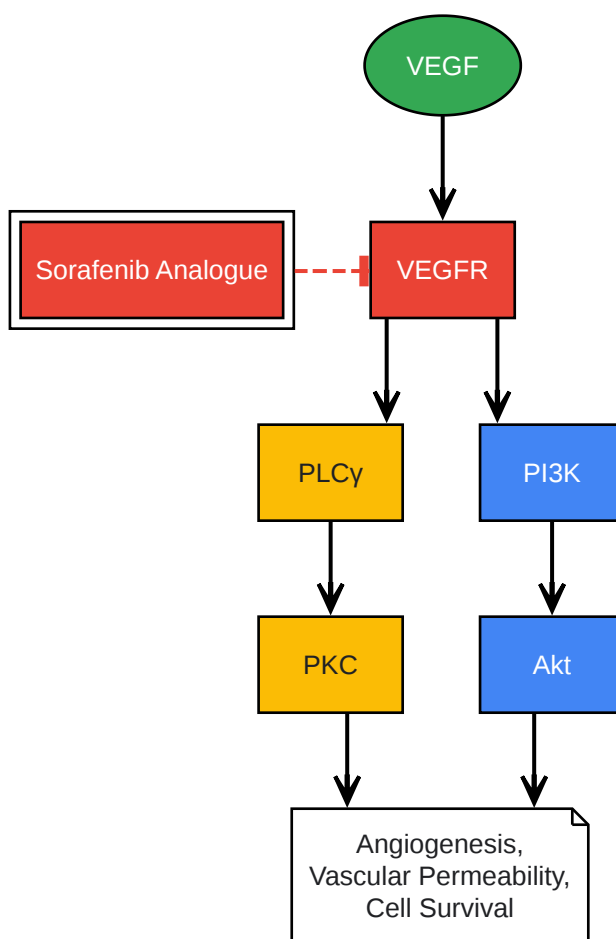 VEGF
Sorafenib Analogue
VEGFR
PLCγ
PI3K
PKC
Akt
Angiogenesis,
Vascular Permeability,
Cell Survival